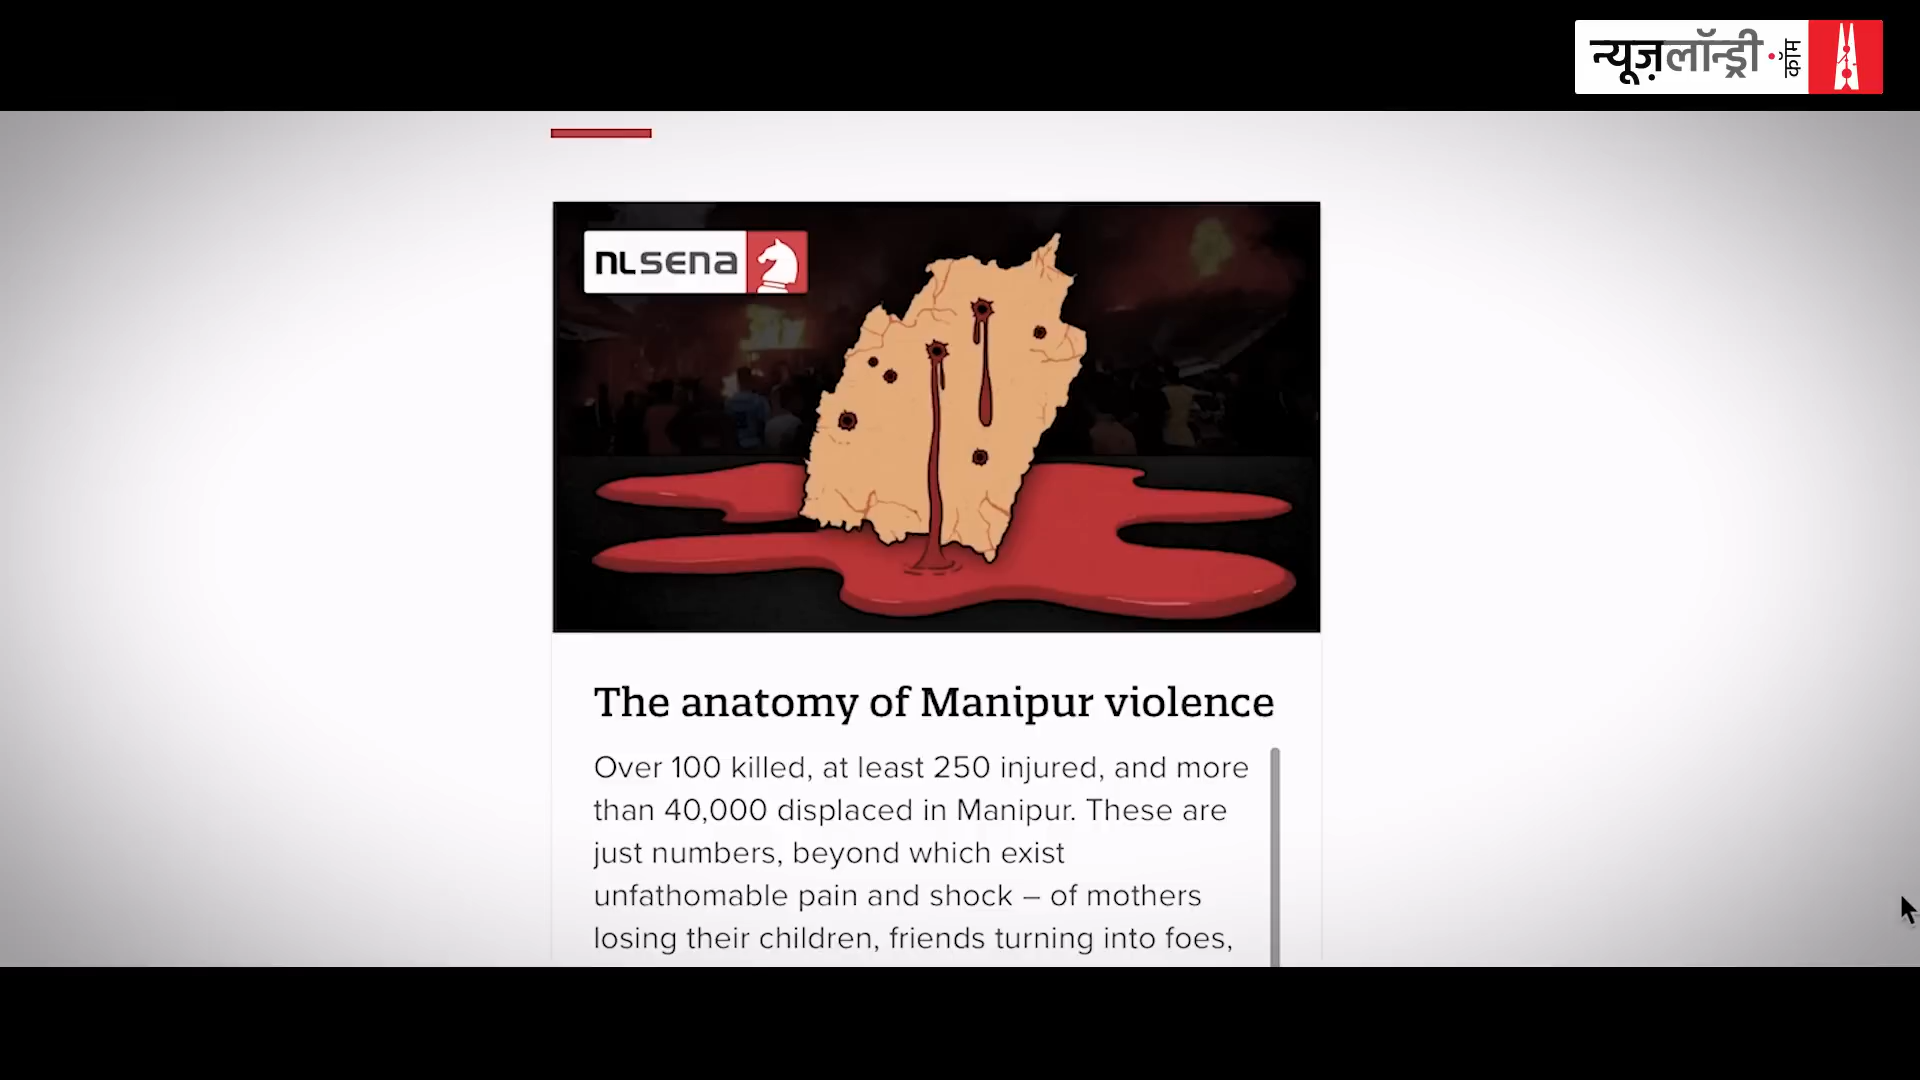 न्यूज़लॉन्ड्री.कॉम
NLSENA
The anatomy of Manipur violence
Over 100 killed, at least 250 injured, and more
than 40,000 displaced in Manipur. These are
just numbers, beyond which exist
unfathomable pain and shock – of mothers
losing their children, friends turning into foes,